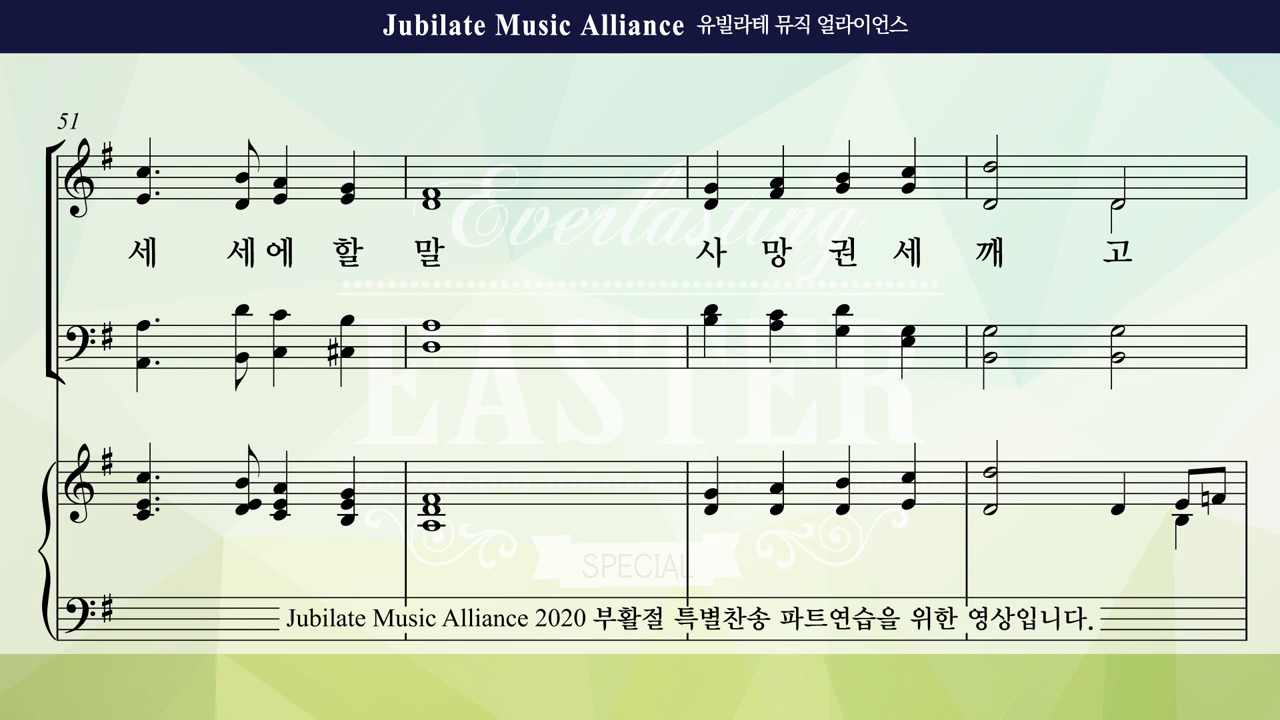 Jubilate Music Alliance 유빌라테 뮤직 얼라이언스
51
Everlasting
세 세에 할 말 사 망 권 세 깨 고
EASTER
SPECIAL
Jubilate Music Alliance 2020 부활절 특별찬송 파트연습을 위한 영상입니다.